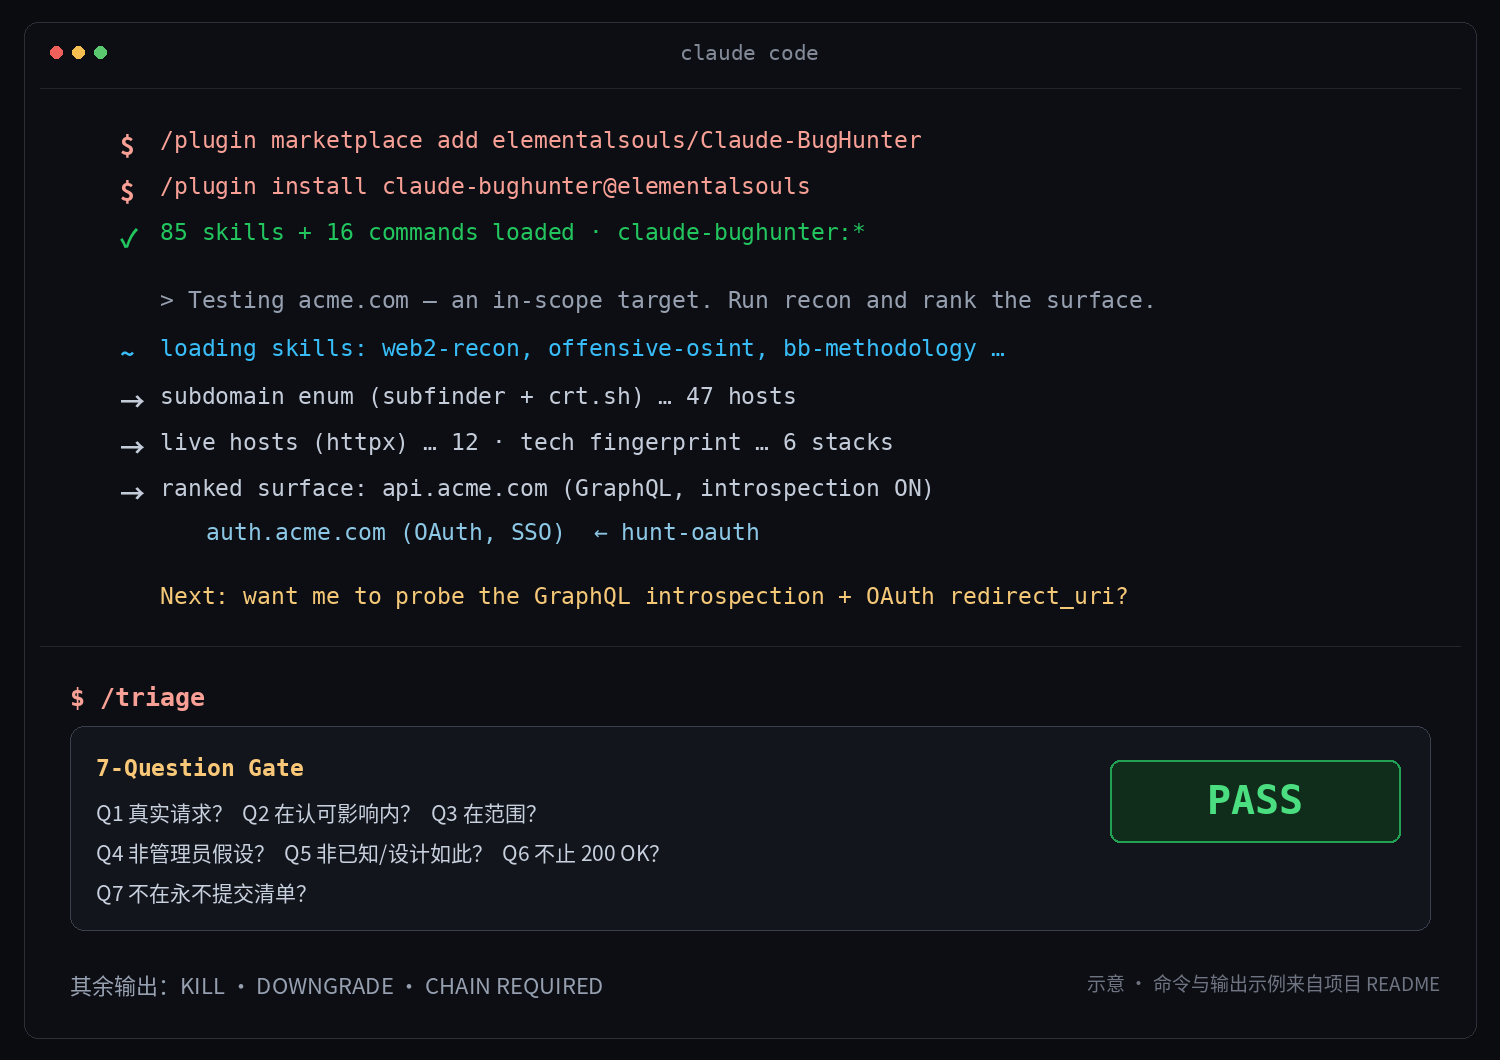 claude code
$ /plugin marketplace add elementalsouls/Claude-BugHunter
$ /plugin install claude-bughunter@elementalsouls
✓ 85 skills + 16 commands loaded · claude-bughunter:*
> Testing acme.com — an in-scope target. Run recon and rank the surface.
~ loading skills: web2-recon, offensive-osint, bb-methodology …
→ subdomain enum (subfinder + crt.sh) … 47 hosts
→ live hosts (httpx) … 12 · tech fingerprint … 6 stacks
→ ranked surface: api.acme.com (GraphQL, introspection ON)
auth.acme.com (OAuth, SSO) ← hunt-oauth
Next: want me to probe the GraphQL introspection + OAuth redirect_uri?
$ /triage
7-Question Gate
PASS
Q1 真实请求? Q2 在认可影响内? Q3 在范围?
Q4 非管理员假设? Q5 非已知/设计如此? Q6 不止 200 OK?
Q7 不在永不提交清单?
其余输出：KILL · DOWNGRADE · CHAIN REQUIRED
示意 · 命令与输出示例来自项目 README